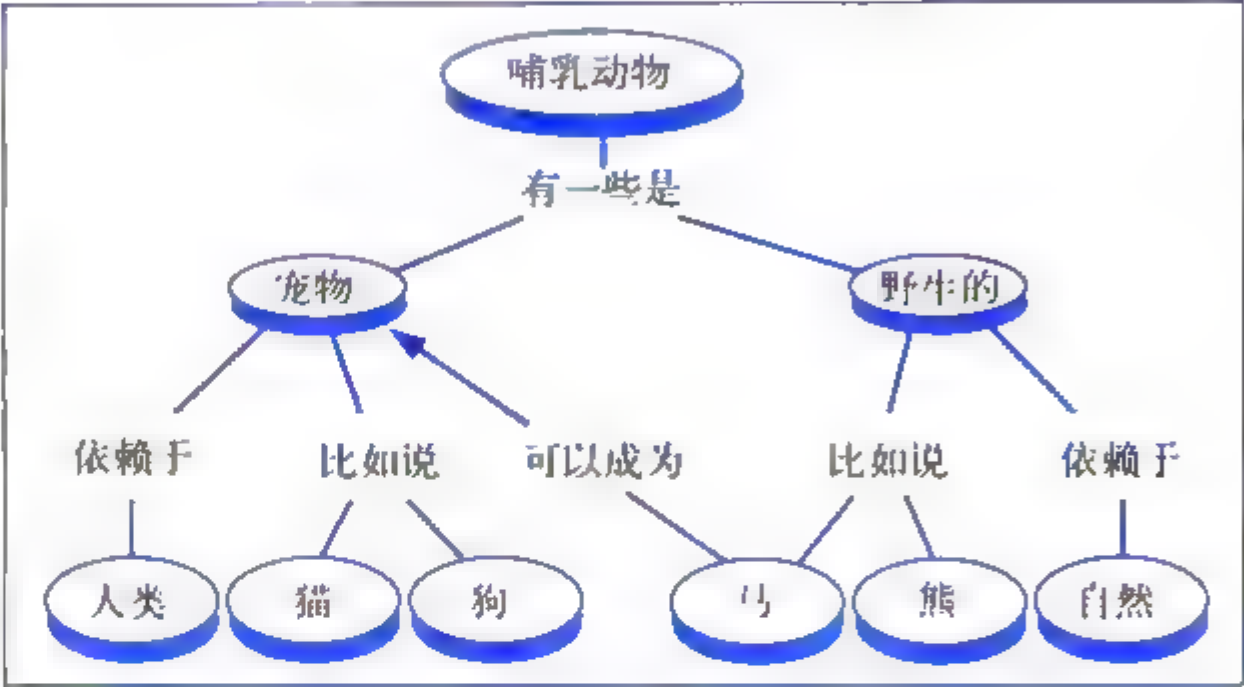 哺乳动物
有一些是
宠物
野生的
依赖于
比如说
可以成为
比如说
依赖于
人类
猫
狗
马
熊
自然